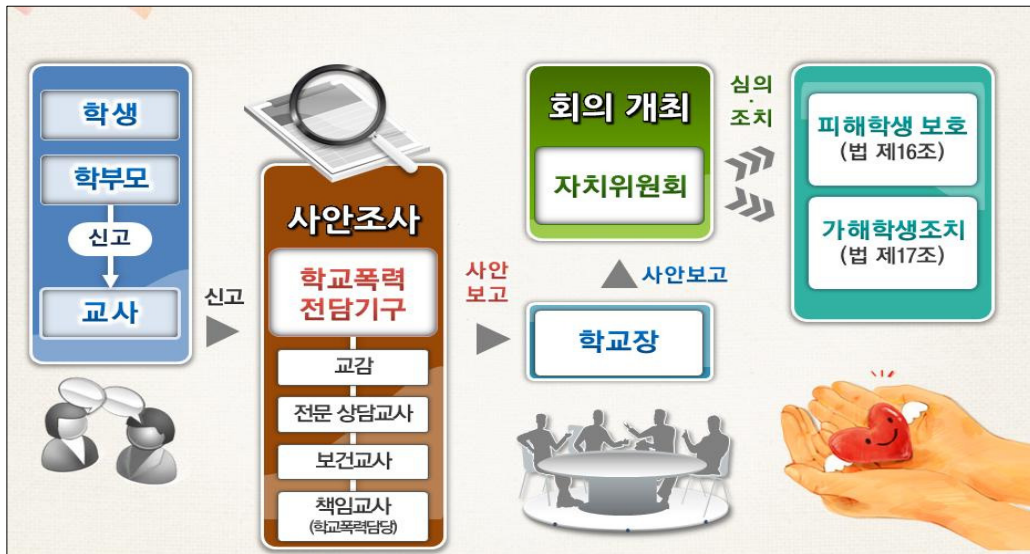 학생
학부모
신고
교사
신고
사안조사
학교폭력
전담기구
교감
전문 상담교사
보건교사
책임교사
(학교폭력담당)
사안
보고
학교장
사안보고
회의 개최
자치위원회
심의
·
조치
피해학생 보호
(법 제16조)
가해학생조치
(법 제17조)